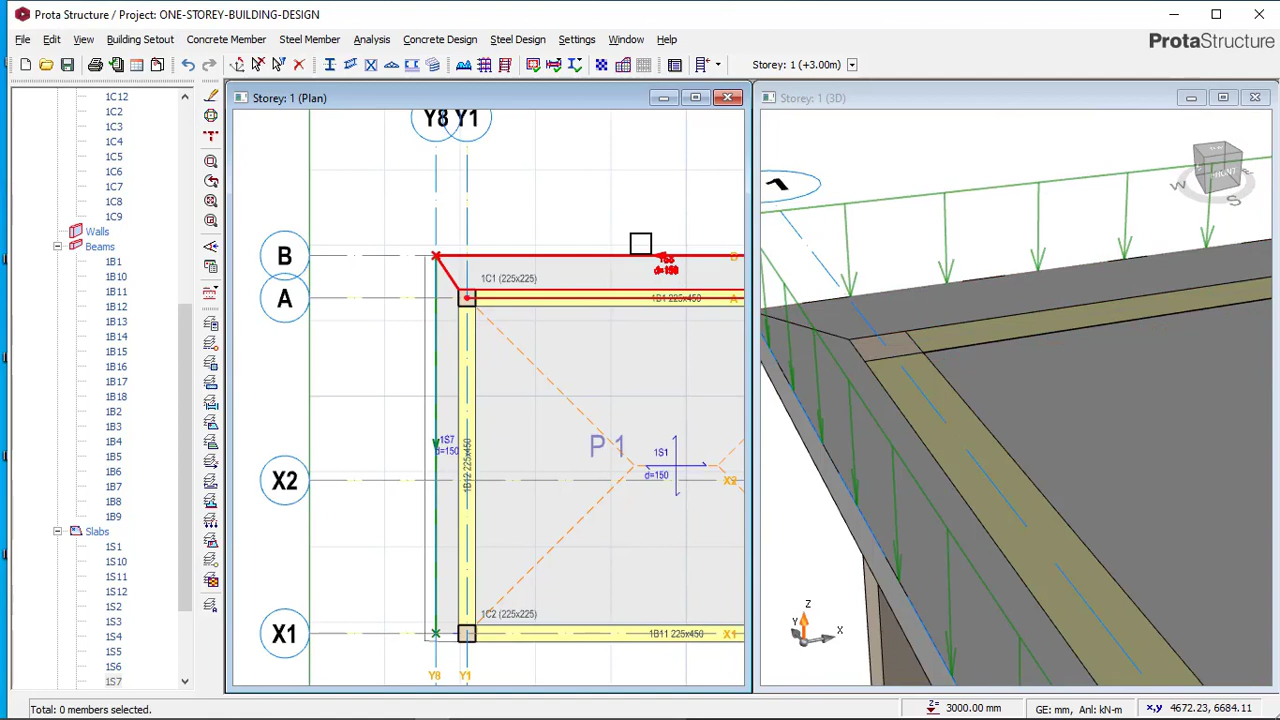 Prota Structure / Project: ONE-STOREY-BUILDING-DESIGN
File Edit View Building Setout Concrete Member Steel Member Analysis Concrete Design Steel Design Settings Window Help
ProtaStructure
Storey: 1 (+3.00m)
1C12
1C2
1C3
1C4
1C5
1C6
1C7
1C8
1C9
Walls
Beams
1B1
1B10
1B11
1B12
1B13
1B14
1B15
1B16
1B17
1B18
1B2
1B3
1B4
1B5
1B6
1B7
1B8
1B9
Slabs
1S1
1S10
1S11
1S12
1S2
1S3
1S4
1S5
1S6
1S7
Storey: 1 (Plan)
Y8 Y1
B
A
X2
X1
1C1 (225x225)
d=150
1B1 225x450
A
1S7
d=150
1B12 225x450
P 1
1S1
d=150
X2
1C2 (225x225)
1B11 225x450
X1
Y8 Y1
Storey: 1 (3D)
FRONT
W
S
Z
Y
X
Total: 0 members selected.
Z= 3000.00 mm
GE: mm, Anl: kN-m
x,y 4672.23, 6684.11